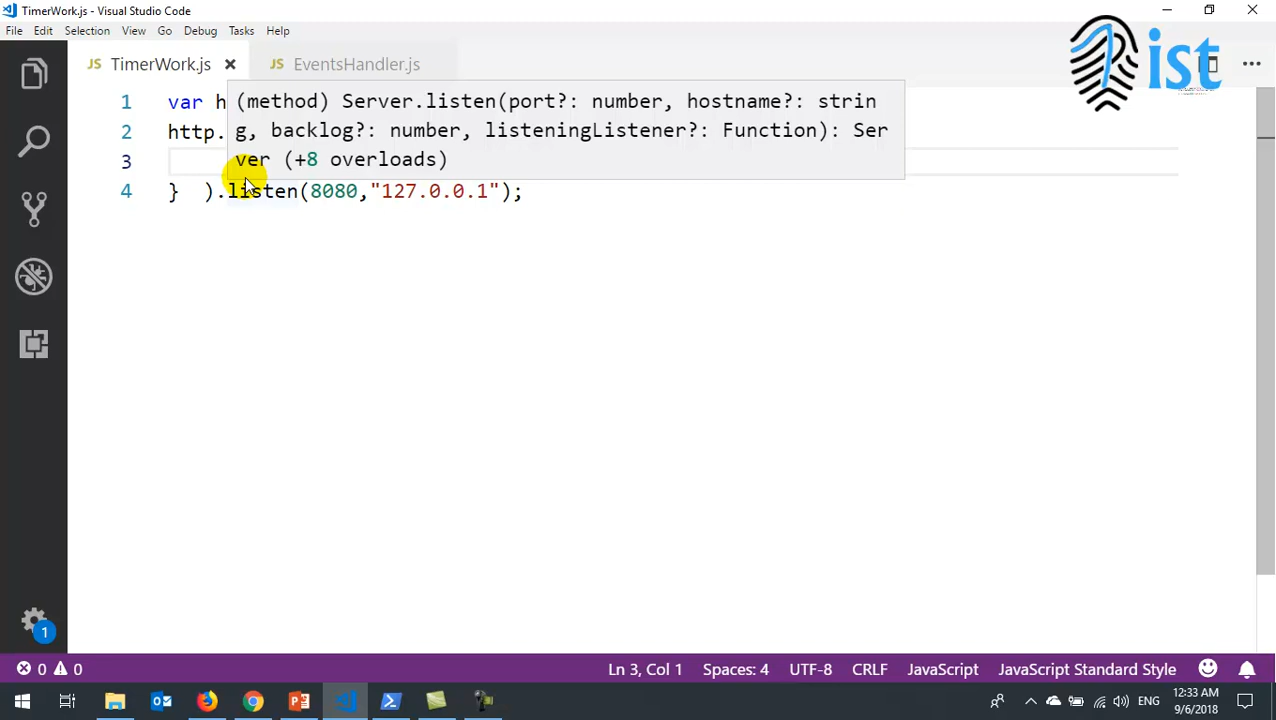 TimerWork.js - Visual Studio Code
File Edit Selection View Go Debug Tasks Help
JS TimerWork.js JS EventsHandler.js
ist
1 var h
(method) Server.listen(port?: number, hostname?: strin
2 http.
g, backlog?: number, listeningListener?: Function): Ser
3
ver (+8 overloads)
4 } ).listen(8080,"127.0.0.1");
1
0 0 Ln 3, Col 1 Spaces: 4 UTF-8 CRLF JavaScript JavaScript Standard Style
ENG 12:33 AM
9/6/2018